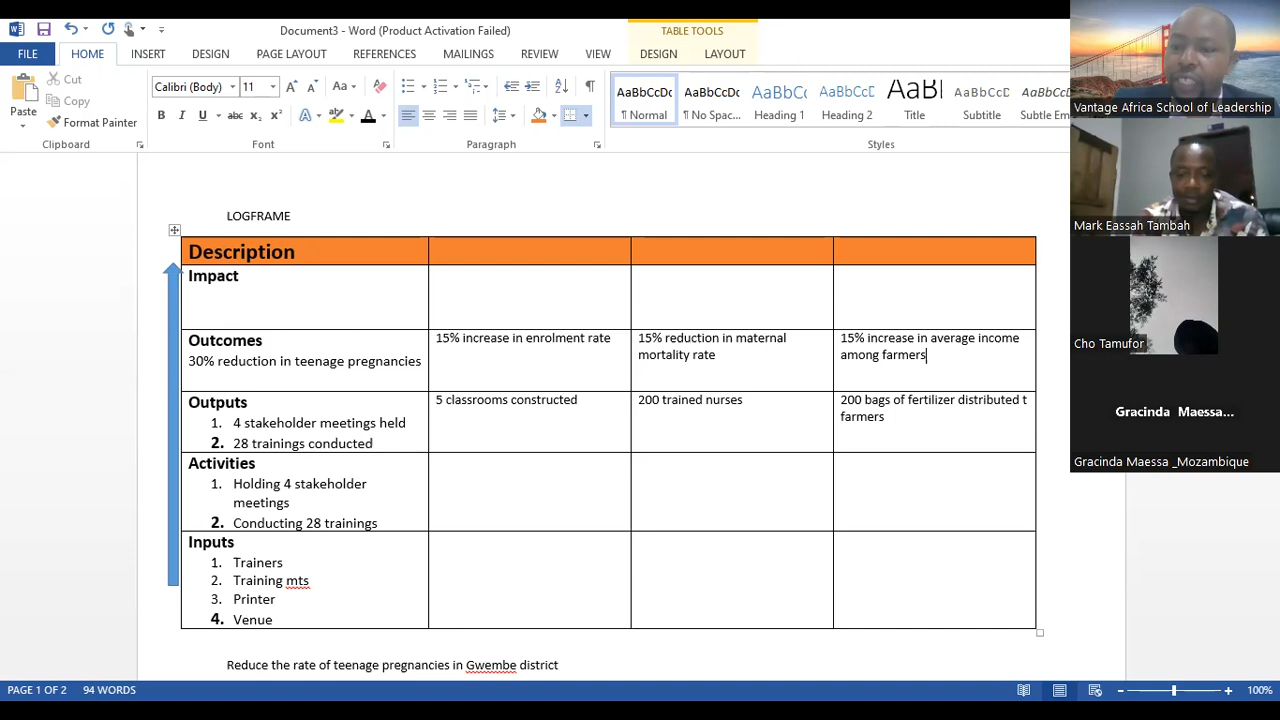 Document3 - Word (Product Activation Failed)
TABLE TOOLS
FILE
HOME
INSERT
DESIGN
PAGE LAYOUT
REFERENCES
MAILINGS
REVIEW
VIEW
DESIGN
LAYOUT
Paste
Cut
Copy
Format Painter
Clipboard
Calibri (Body)
11
Font
Paragraph
AaBbCcDc
¶ Normal
AaBbCcDc
¶ No Spac...
AaBbCc
Heading 1
AaBbCcC
Heading 2
AaBl
Title
AaBbCcC
Subtitle
AaBbCcDc
Subtle Em
Styles
Vantage Africa School of Leadership
Mark Eassah Tambah
Cho Tamufor
Gracinda Maessa...
Gracinda Maessa _Mozambique
LOGFRAME
Description
Impact
Outcomes
30% reduction in teenage pregnancies
15% increase in enrolment rate
15% reduction in maternal
mortality rate
15% increase in average income
among farmers
Outputs
1. 4 stakeholder meetings held
2. 28 trainings conducted
5 classrooms constructed
200 trained nurses
200 bags of fertilizer distributed t
farmers
Activities
1. Holding 4 stakeholder
meetings
2. Conducting 28 trainings
Inputs
1. Trainers
2. Training mts
3. Printer
4. Venue
Reduce the rate of teenage pregnancies in Gwembe district
PAGE 1 OF 2
94 WORDS
100%